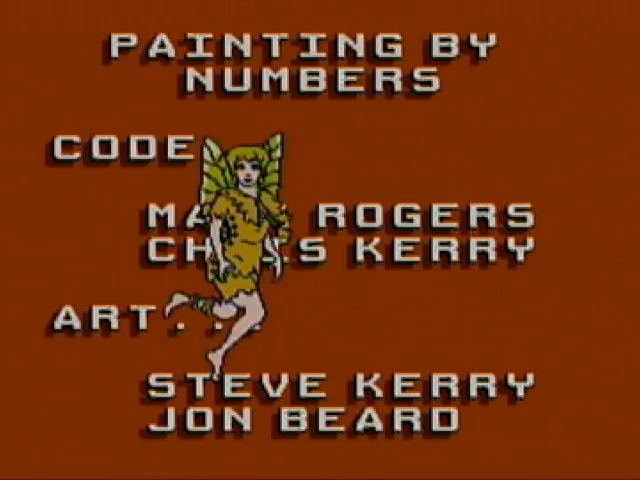 PAINTING BY
NUMBERS
CODE
ROGERS
KERRY
ART...
STEVE KERRY
JON BEARD